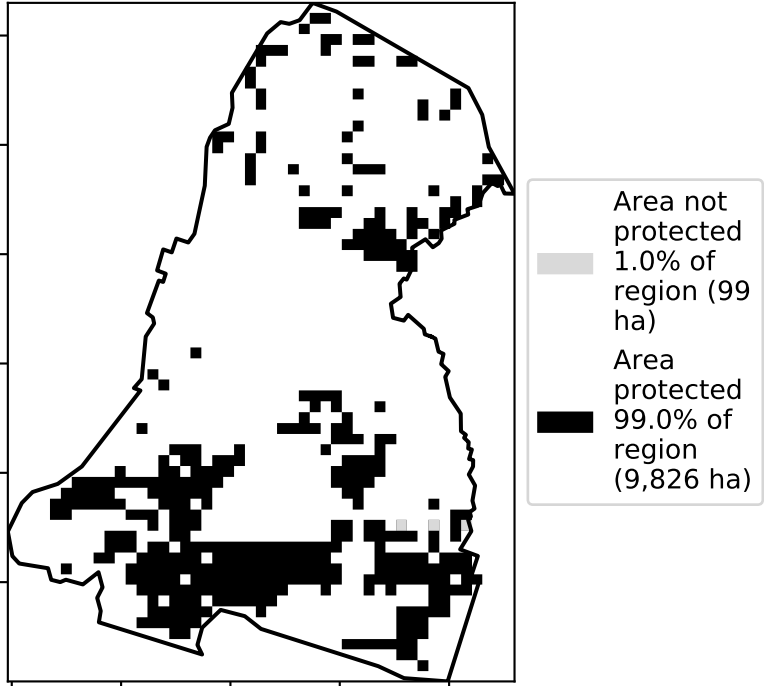 Area not
protected
1.0% of
region (99
ha)
Area
protected
99.0% of
region
(9,826 ha)